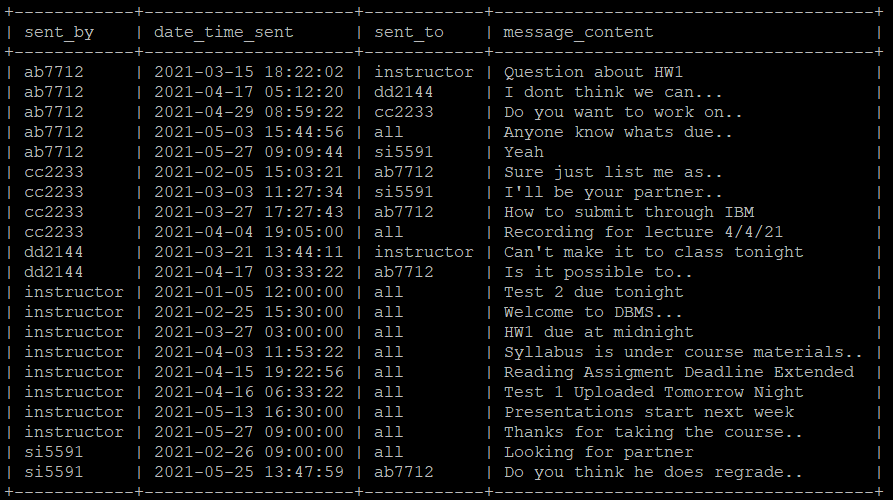 +------------+---------------------+------------+--------------------------------------+
| sent_by    | date_time_sent      | sent_to    | message_content                      |
+------------+---------------------+------------+--------------------------------------+
| ab7712     | 2021-03-15 18:22:02 | instructor | Question about HW1                   |
| ab7712     | 2021-04-17 05:12:20 | dd2144     | I dont think we can...               |
| ab7712     | 2021-04-29 08:59:22 | cc2233     | Do you want to work on..             |
| ab7712     | 2021-05-03 15:44:56 | all        | Anyone know whats due..              |
| ab7712     | 2021-05-27 09:09:44 | si5591     | Yeah                                 |
| cc2233     | 2021-02-05 15:03:21 | ab7712     | Sure just list me as..               |
| cc2233     | 2021-03-03 11:27:34 | si5591     | I'll be your partner..               |
| cc2233     | 2021-03-27 17:27:43 | ab7712     | How to submit through IBM            |
| cc2233     | 2021-04-04 19:05:00 | all        | Recording for lecture 4/4/21         |
| dd2144     | 2021-03-21 13:44:11 | instructor | Can't make it to class tonight       |
| dd2144     | 2021-04-17 03:33:22 | ab7712     | Is it possible to..                  |
| instructor | 2021-01-05 12:00:00 | all        | Test 2 due tonight                   |
| instructor | 2021-02-25 15:30:00 | all        | Welcome to DBMS...                   |
| instructor | 2021-03-27 03:00:00 | all        | HW1 due at midnight                  |
| instructor | 2021-04-03 11:53:22 | all        | Syllabus is under course materials.. |
| instructor | 2021-04-15 19:22:56 | all        | Reading Assigment Deadline Extended  |
| instructor | 2021-04-16 06:33:22 | all        | Test 1 Uploaded Tomorrow Night       |
| instructor | 2021-05-13 16:30:00 | all        | Presentations start next week        |
| instructor | 2021-05-27 09:00:00 | all        | Thanks for taking the course..       |
| si5591     | 2021-02-26 09:00:00 | all        | Looking for partner                  |
| si5591     | 2021-05-25 13:47:59 | ab7712     | Do you think he does regrade..       |
+------------+---------------------+------------+--------------------------------------+